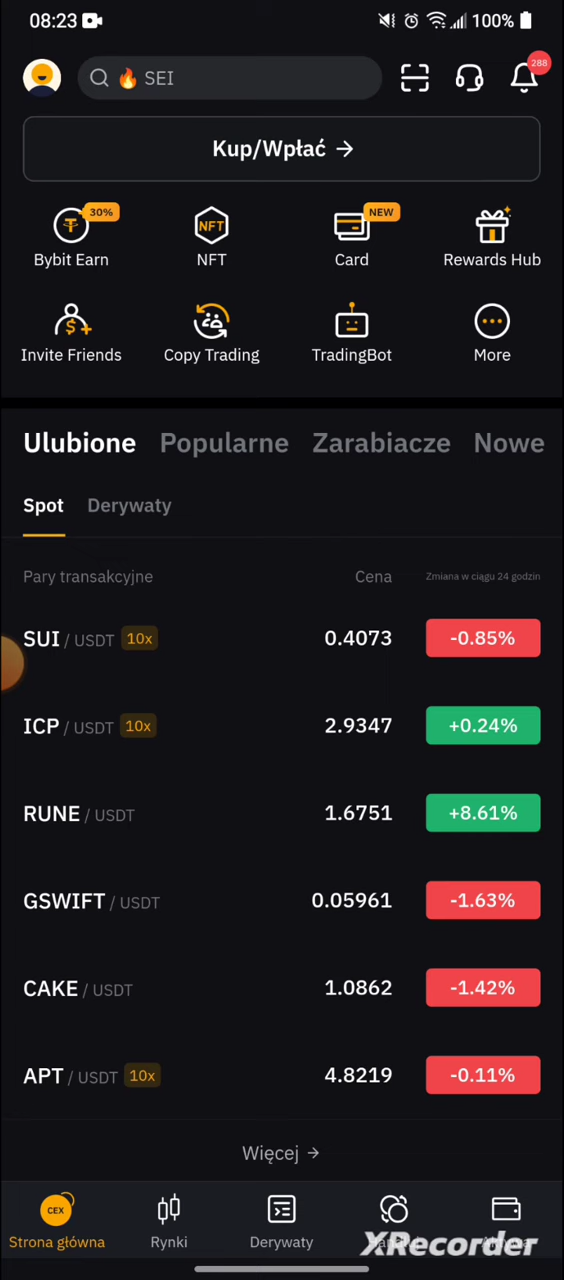 08:23 100%
SEI 288
Kup/Wpłać →
30% NEW
Bybit Earn NFT Card Rewards Hub
Invite Friends Copy Trading TradingBot More
Ulubione Popularne Zarabiacze Nowe
Spot Derywaty
Pary transakcyjne Cena Zmiana w ciągu 24 godzin
SUI / USDT 10x 0.4073 -0.85%
ICP / USDT 10x 2.9347 +0.24%
RUNE / USDT 1.6751 +8.61%
GSWIFT / USDT 0.05961 -1.63%
CAKE / USDT 1.0862 -1.42%
APT / USDT 10x 4.8219 -0.11%
Więcej →
CEX
Strona główna Rynki Derywaty
XRecorder